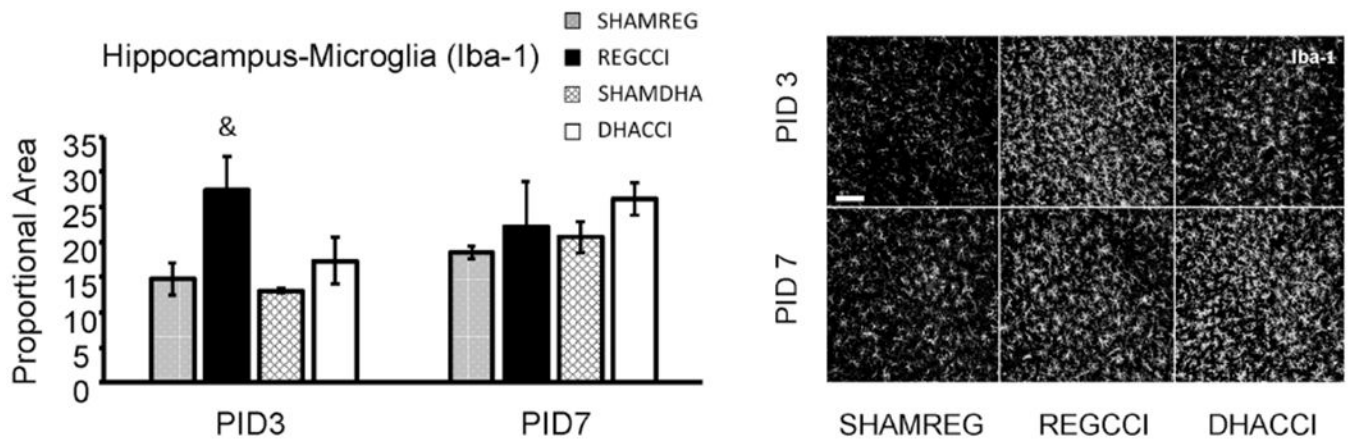 SHAMREG
Hippocampus-Microglia (Iba-1)
REGCCI
SHAMDHA
DHACCI
&
Proportional Area
35
30
25
20
15
10
5
0
PID3
PID7
Iba-1
PID 3
PID 7
SHAMREG
REGCCI
DHACCI